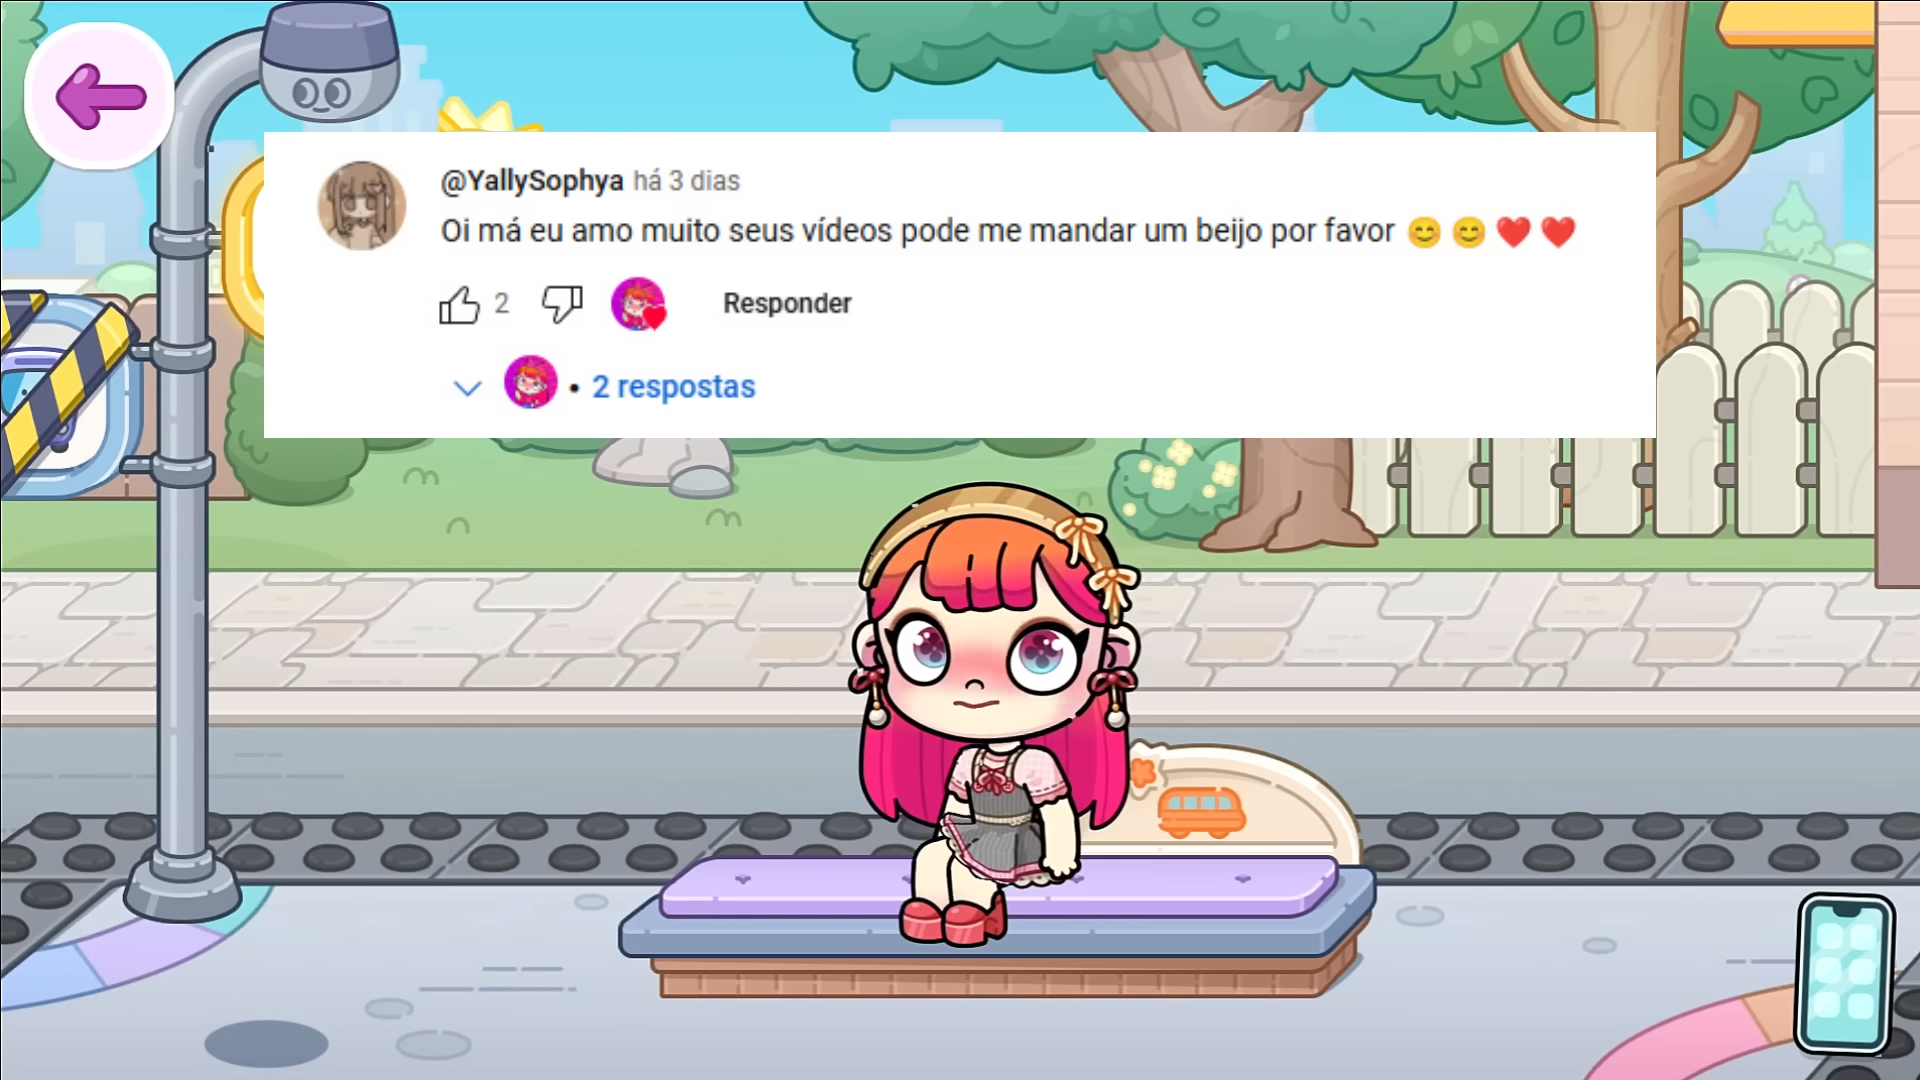 @YallySophya há 3 dias
Oi má eu amo muito seus vídeos pode me mandar um beijo por favor 😊😊❤️❤️
2 Responder
• 2 respostas